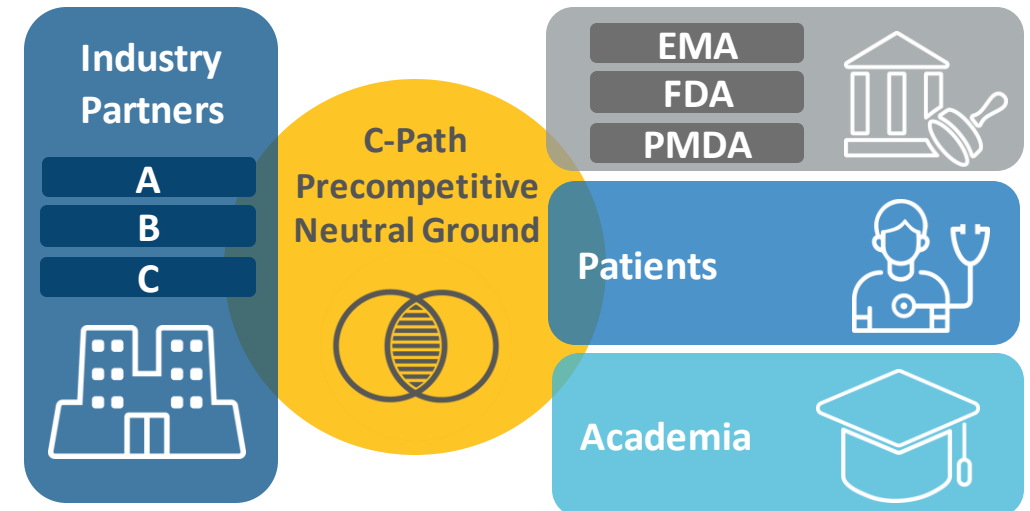 Industry
Partners
A
B
C
C-Path
Precompetitive
Neutral Ground
EMA
FDA
PMDA
Patients
Academia